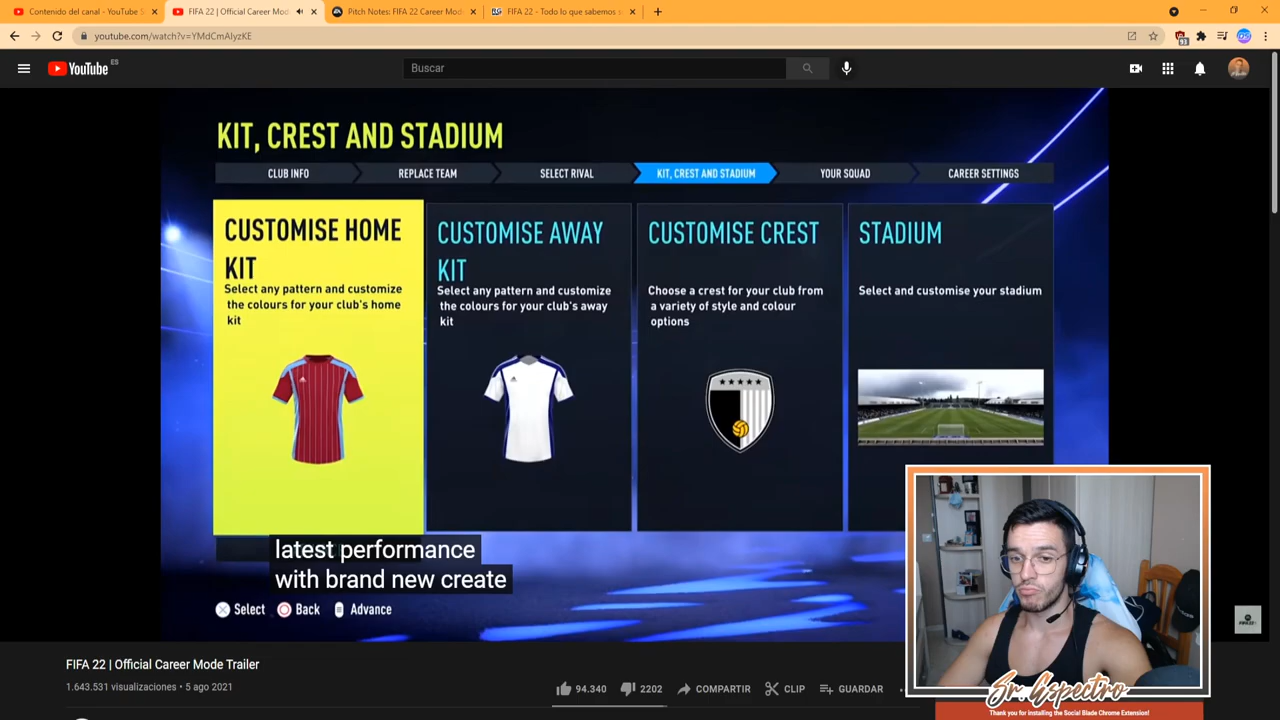 Contenido del canal - YouTube S
FIFA 22 | Official Career Mode
Pitch Notes: FIFA 22 Career Mode
FIFA 22 - Todo lo que sabemos s
youtube.com/watch?v=YMdCmAlyzKE
93
YouTube ES
Buscar
KIT, CREST AND STADIUM
CLUB INFO
REPLACE TEAM
SELECT RIVAL
KIT, CREST AND STADIUM
YOUR SQUAD
CAREER SETTINGS
CUSTOMISE HOME
KIT
Select any pattern and customize
the colours for your club's home
kit
CUSTOMISE AWAY
KIT
Select any pattern and customize
the colours for your club's away
kit
CUSTOMISE CREST
Choose a crest for your club from
a variety of style and colour
options
STADIUM
Select and customise your stadium
latest performance
with brand new create
Select
Back
Advance
FIFA 22 | Official Career Mode Trailer
1.643.531 visualizaciones • 5 ago 2021
94.340
2202
COMPARTIR
CLIP
GUARDAR
Sr. Espectro
Thank you for installing the Social Blade Chrome Extension!